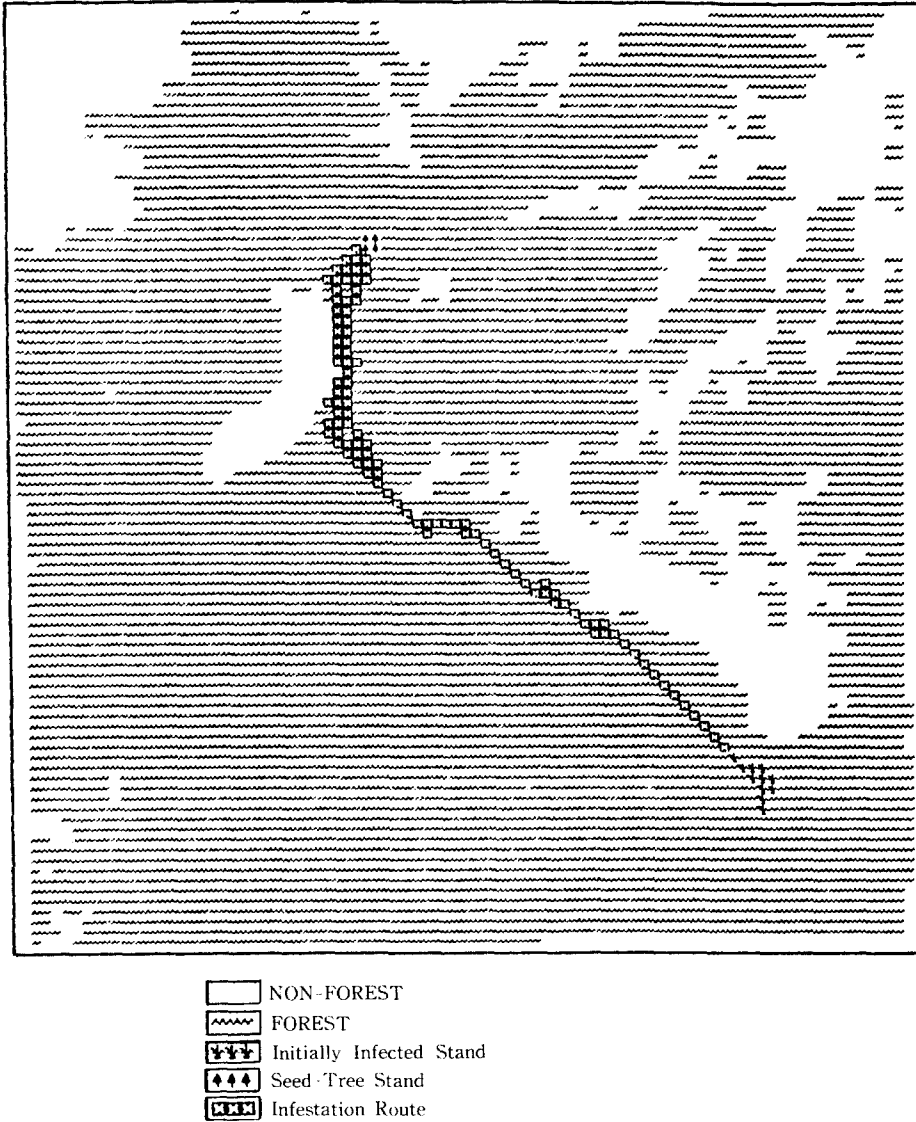 NON-FOREST
FOREST
Initially Infected Stand
Seed-Tree Stand
Infestation Route